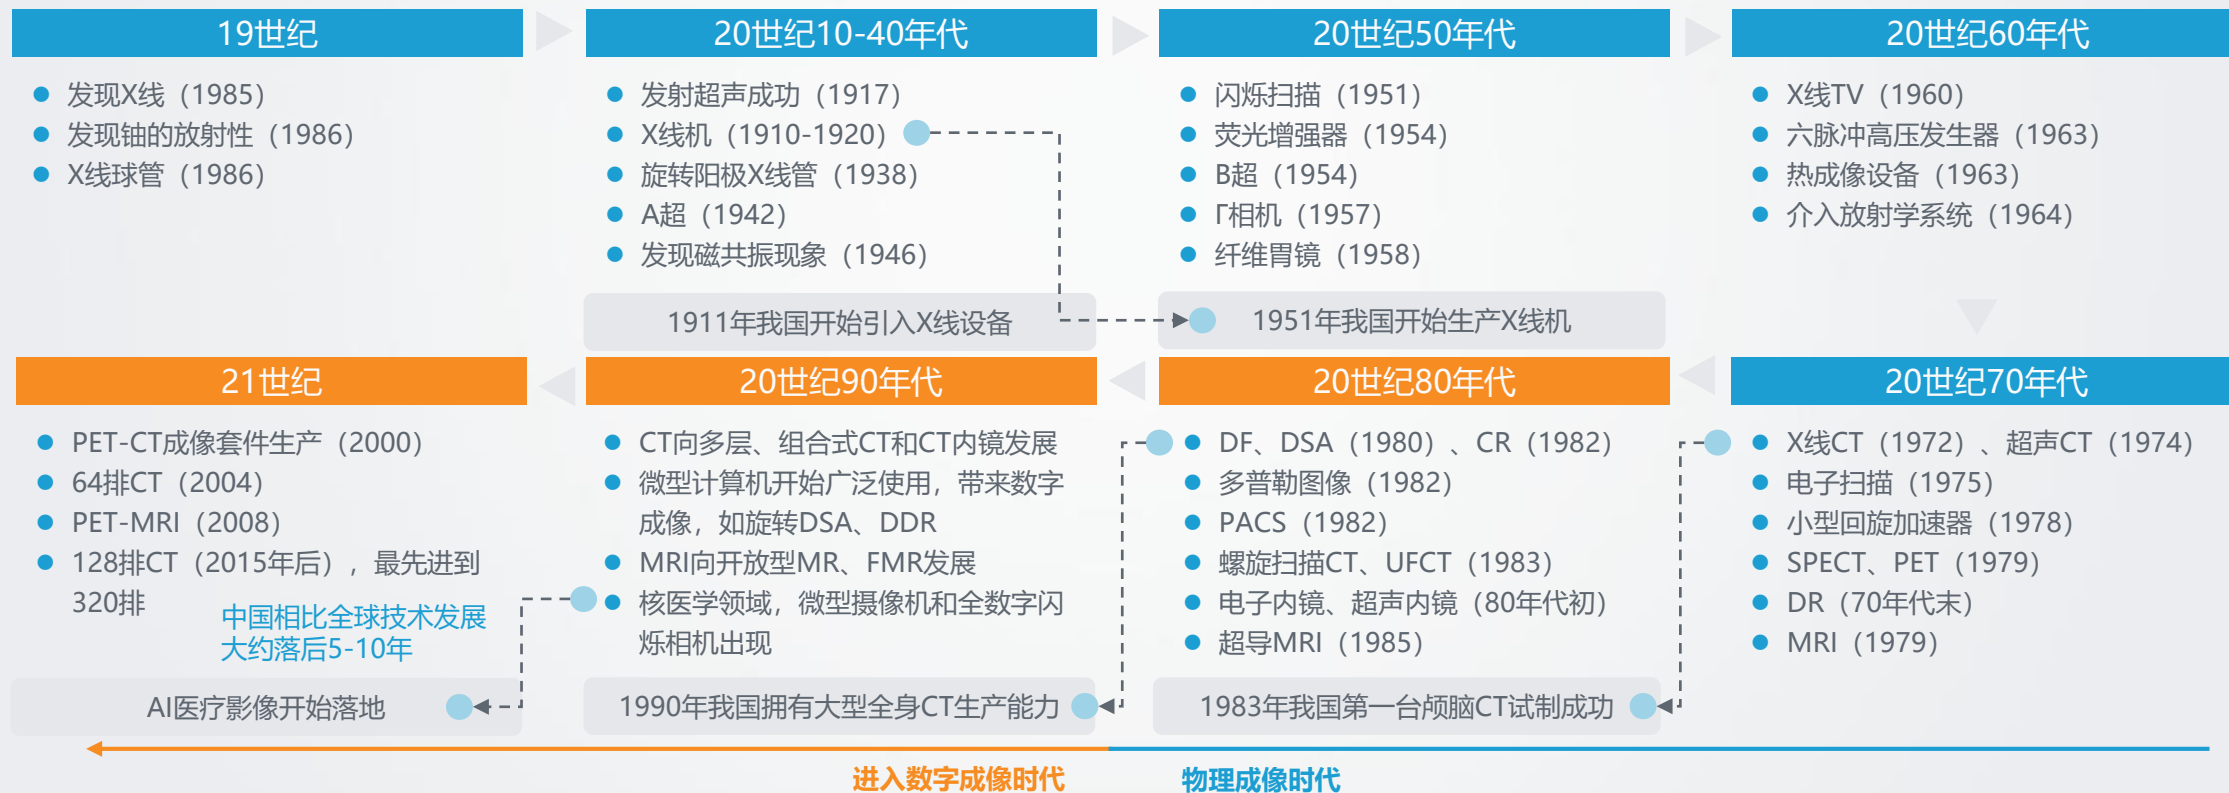 19世纪
发现X线（1985）
发现铀的放射性（1986）
X线球管（1986）
20世纪10-40年代
发射超声成功（1917）
X线机（1910-1920）
旋转阳极X线管（1938）
A超（1942）
发现磁共振现象（1946）
1911年我国开始引入X线设备
20世纪50年代
闪烁扫描（1951）
荧光增强器（1954）
B超（1954）
Γ相机（1957）
纤维胃镜（1958）
1951年我国开始生产X线机
20世纪60年代
X线TV（1960）
六脉冲高压发生器（1963）
热成像设备（1963）
介入放射学系统（1964）
20世纪70年代
X线CT（1972）、超声CT（1974）
电子扫描（1975）
小型回旋加速器（1978）
SPECT、PET（1979）
DR（70年代末）
MRI（1979）
20世纪80年代
DF、DSA（1980）、CR（1982）
多普勒图像（1982）
PACS（1982）
螺旋扫描CT、UFCT（1983）
电子内镜、超声内镜（80年代初）
超导MRI（1985）
1983年我国第一台颅脑CT试制成功
20世纪90年代
CT向多层、组合式CT和CT内镜发展
微型计算机开始广泛使用，带来数字
成像，如旋转DSA、DDR
MRI向开放型MR、FMR发展
核医学领域，微型摄像机和全数字闪
烁相机出现
1990年我国拥有大型全身CT生产能力
21世纪
PET-CT成像套件生产（2000）
64排CT（2004）
PET-MRI（2008）
128排CT（2015年后），最先进到
320排
中国相比全球技术发展
大约落后5-10年
AI医疗影像开始落地
进入数字成像时代
物理成像时代